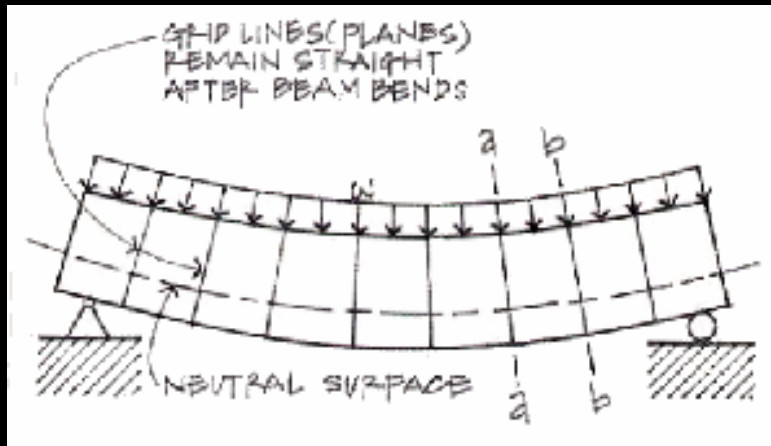 GRID LINES (PLANES)
REMAIN STRAIGHT
AFTER BEAM BENDS
a b
ω
NEUTRAL SURFACE
a b